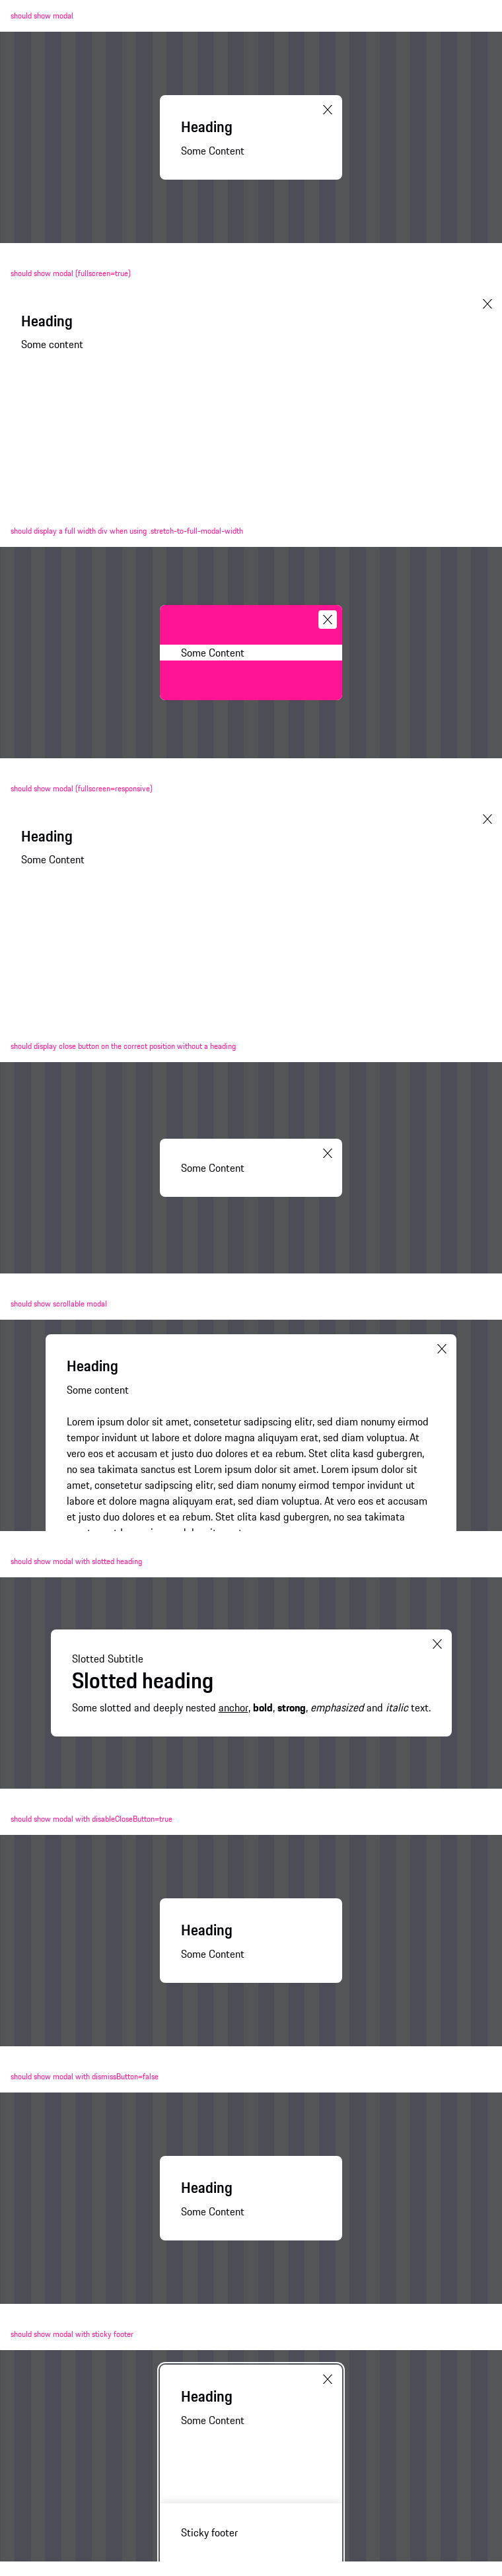 should show modal
Heading
Some Content
should show modal (fullscreen=true)
Heading
Some content
should display a full width div when using .stretch-to-full-modal-width
Some Content
should show modal (fullscreen=responsive)
Heading
Some Content
should display close button on the correct position without a heading
Some Content
should show scrollable modal
Heading
Some content
Lorem ipsum dolor sit amet, consetetur sadipscing elitr, sed diam nonumy eirmod
tempor invidunt ut labore et dolore magna aliquyam erat, sed diam voluptua. At
vero eos et accusam et justo duo dolores et ea rebum. Stet clita kasd gubergren,
no sea takimata sanctus est Lorem ipsum dolor sit amet. Lorem ipsum dolor sit
amet, consetetur sadipscing elitr, sed diam nonumy eirmod tempor invidunt ut
labore et dolore magna aliquyam erat, sed diam voluptua. At vero eos et accusam
et justo duo dolores et ea rebum. Stet clita kasd gubergren, no sea takimata
should show modal with slotted heading
Slotted Subtitle
Slotted heading
Some slotted and deeply nested anchor, bold, strong, emphasized and italic text.
should show modal with disableCloseButton=true
Heading
Some Content
should show modal with dismissButton=false
Heading
Some Content
should show modal with sticky footer
Heading
Some Content
Sticky footer